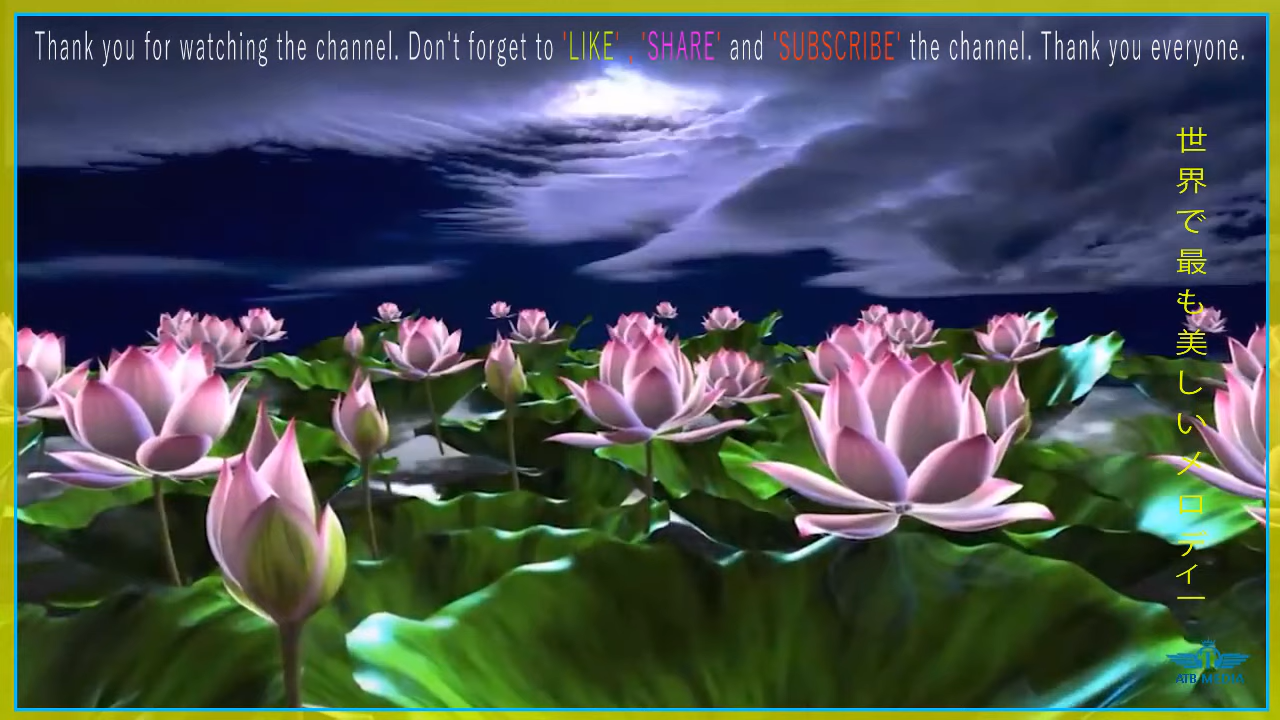 Thank you for watching the channel. Don't forget to 'LIKE' , 'SHARE' and 'SUBSCRIBE' the channel. Thank you everyone.
世界で最も美しいメロディー
ATB MEDIA